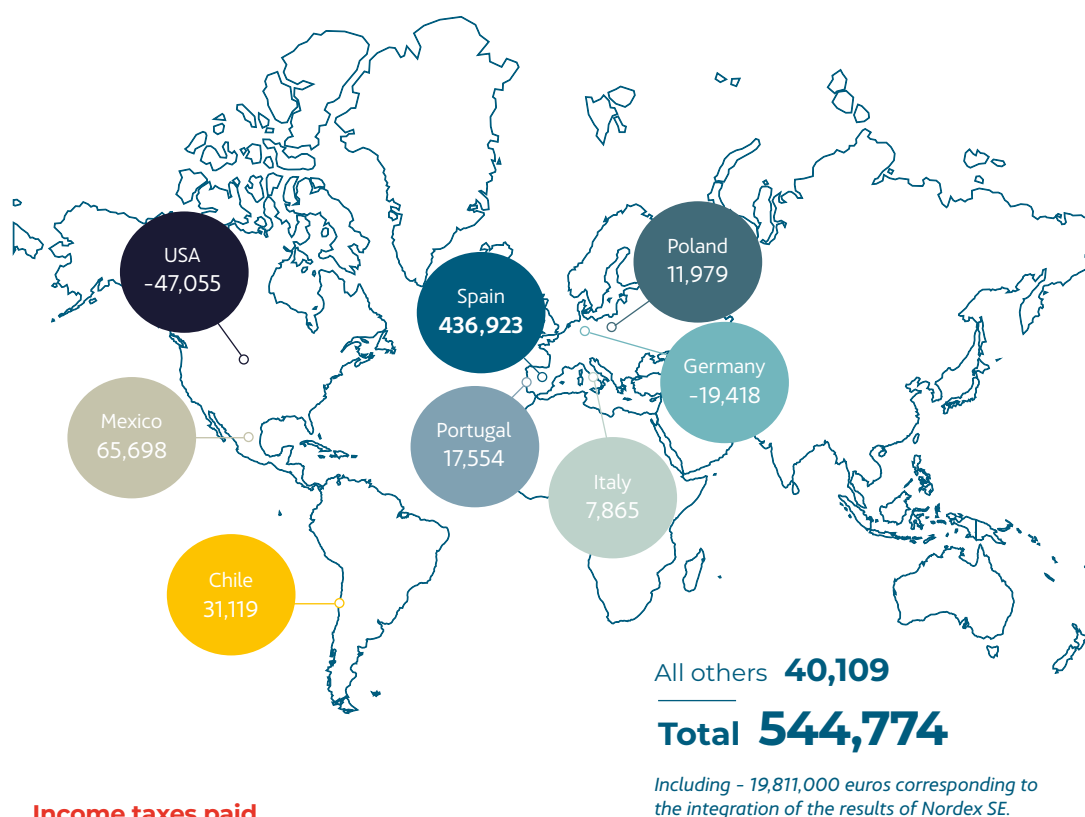 USA
-47,055
Poland
11,979
Spain
436,923
Germany
-19,418
Mexico
65,698
Portugal
17,554
Italy
7,865
Chile
31,119
All others 40,109
Total 544,774
Including - 19,811,000 euros corresponding to
the integration of the results of Nordex SE.
Income taxes paid